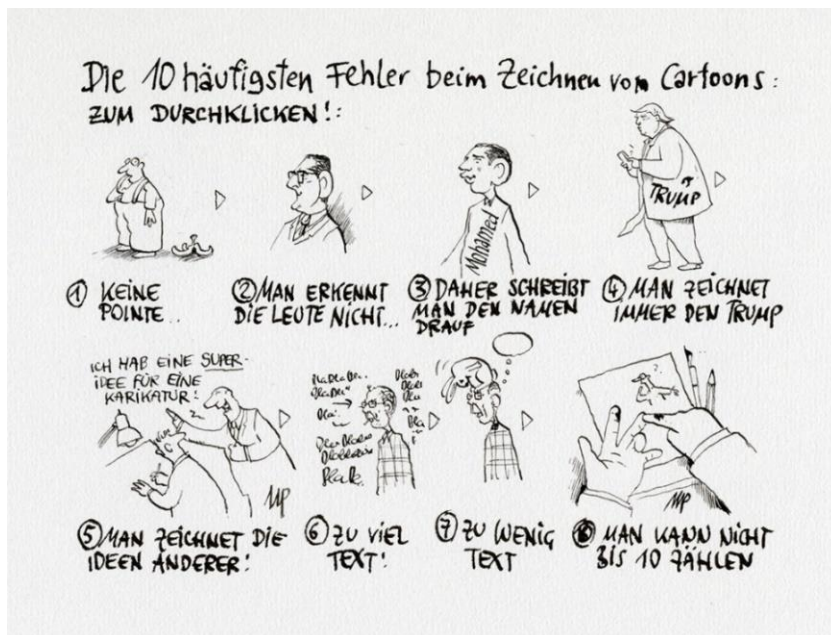 Die 10 häufigsten Fehler beim Zeichnen von Cartoons:
ZUM DURCHKLICKEN!:
TRUMP
Mohamed
① KEINE
POINTE..
② MAN ERKENNT
DIE LEUTE NICHT...
③ DAHER SCHREIBT
MAN DEN NAMEN
DRAUF
④ MAN ZEICHNET
IMMER DEN TRUMP
ICH HAB EINE SUPER-
IDEE FÜR EINE
KARIKATUR!
MP
MP
⑤ MAN ZEICHNET DIE
IDEEN ANDERER!
⑥ ZU VIEL
TEXT!
⑦ ZU WENIG
TEXT
⑧ MAN KANN NICHT
BIS 10 ZÄHLEN